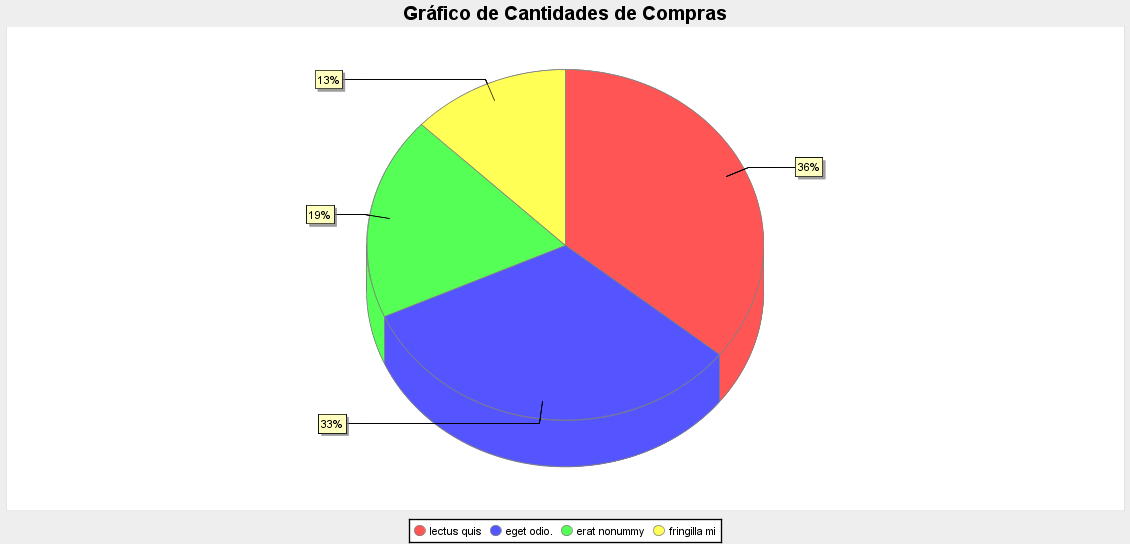 Gráfico de Cantidades de Compras
13%
36%
19%
33%
lectus quis eget odio. erat nonummy fringilla mi